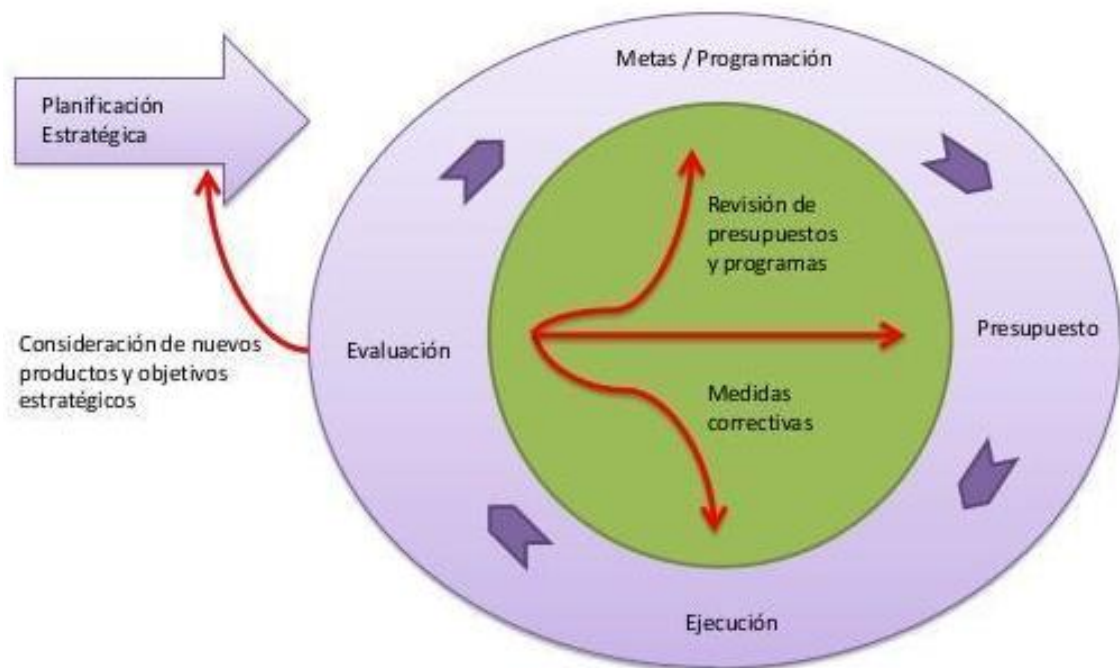 Metas / Programación
Planificación
Estratégica
Revisión de
presupuestos
y programas
Presupuesto
Evaluación
Consideración de nuevos
productos y objetivos
estratégicos
Medidas
correctivas
Ejecución